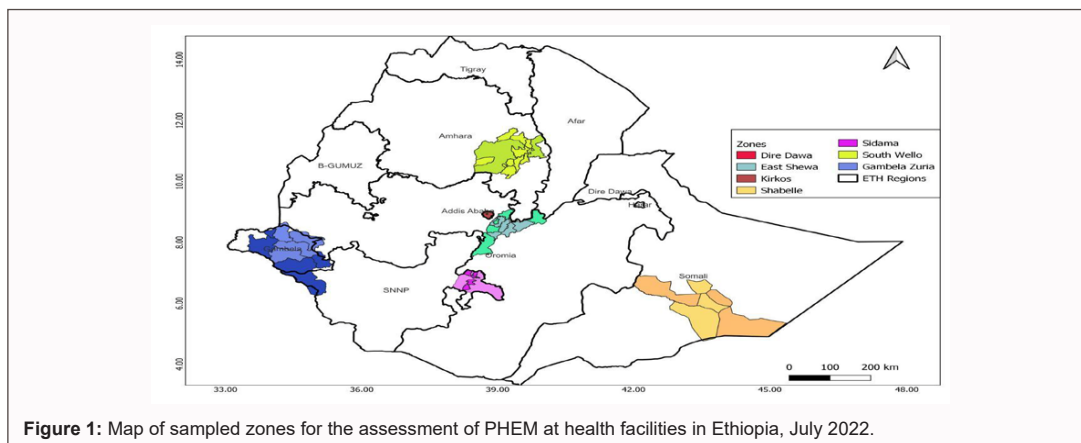 14.00
12.00
10.00
8.00
6.00
4.00
Tigray
Afar
Amhara
B-GUMUZ
Dire Dawa
Harar
Addis Ababa
Gambela
Oromia
SNNP
Somali
Zones
Dire Dawa
East Shewa
Kirkos
Shabelle
Sidama
South Wello
Gambela Zuria
ETH Regions
0 100 200 km
33.00 36.00 39.00 42.00 45.00 48.00
Figure 1: Map of sampled zones for the assessment of PHEM at health facilities in Ethiopia, July 2022.